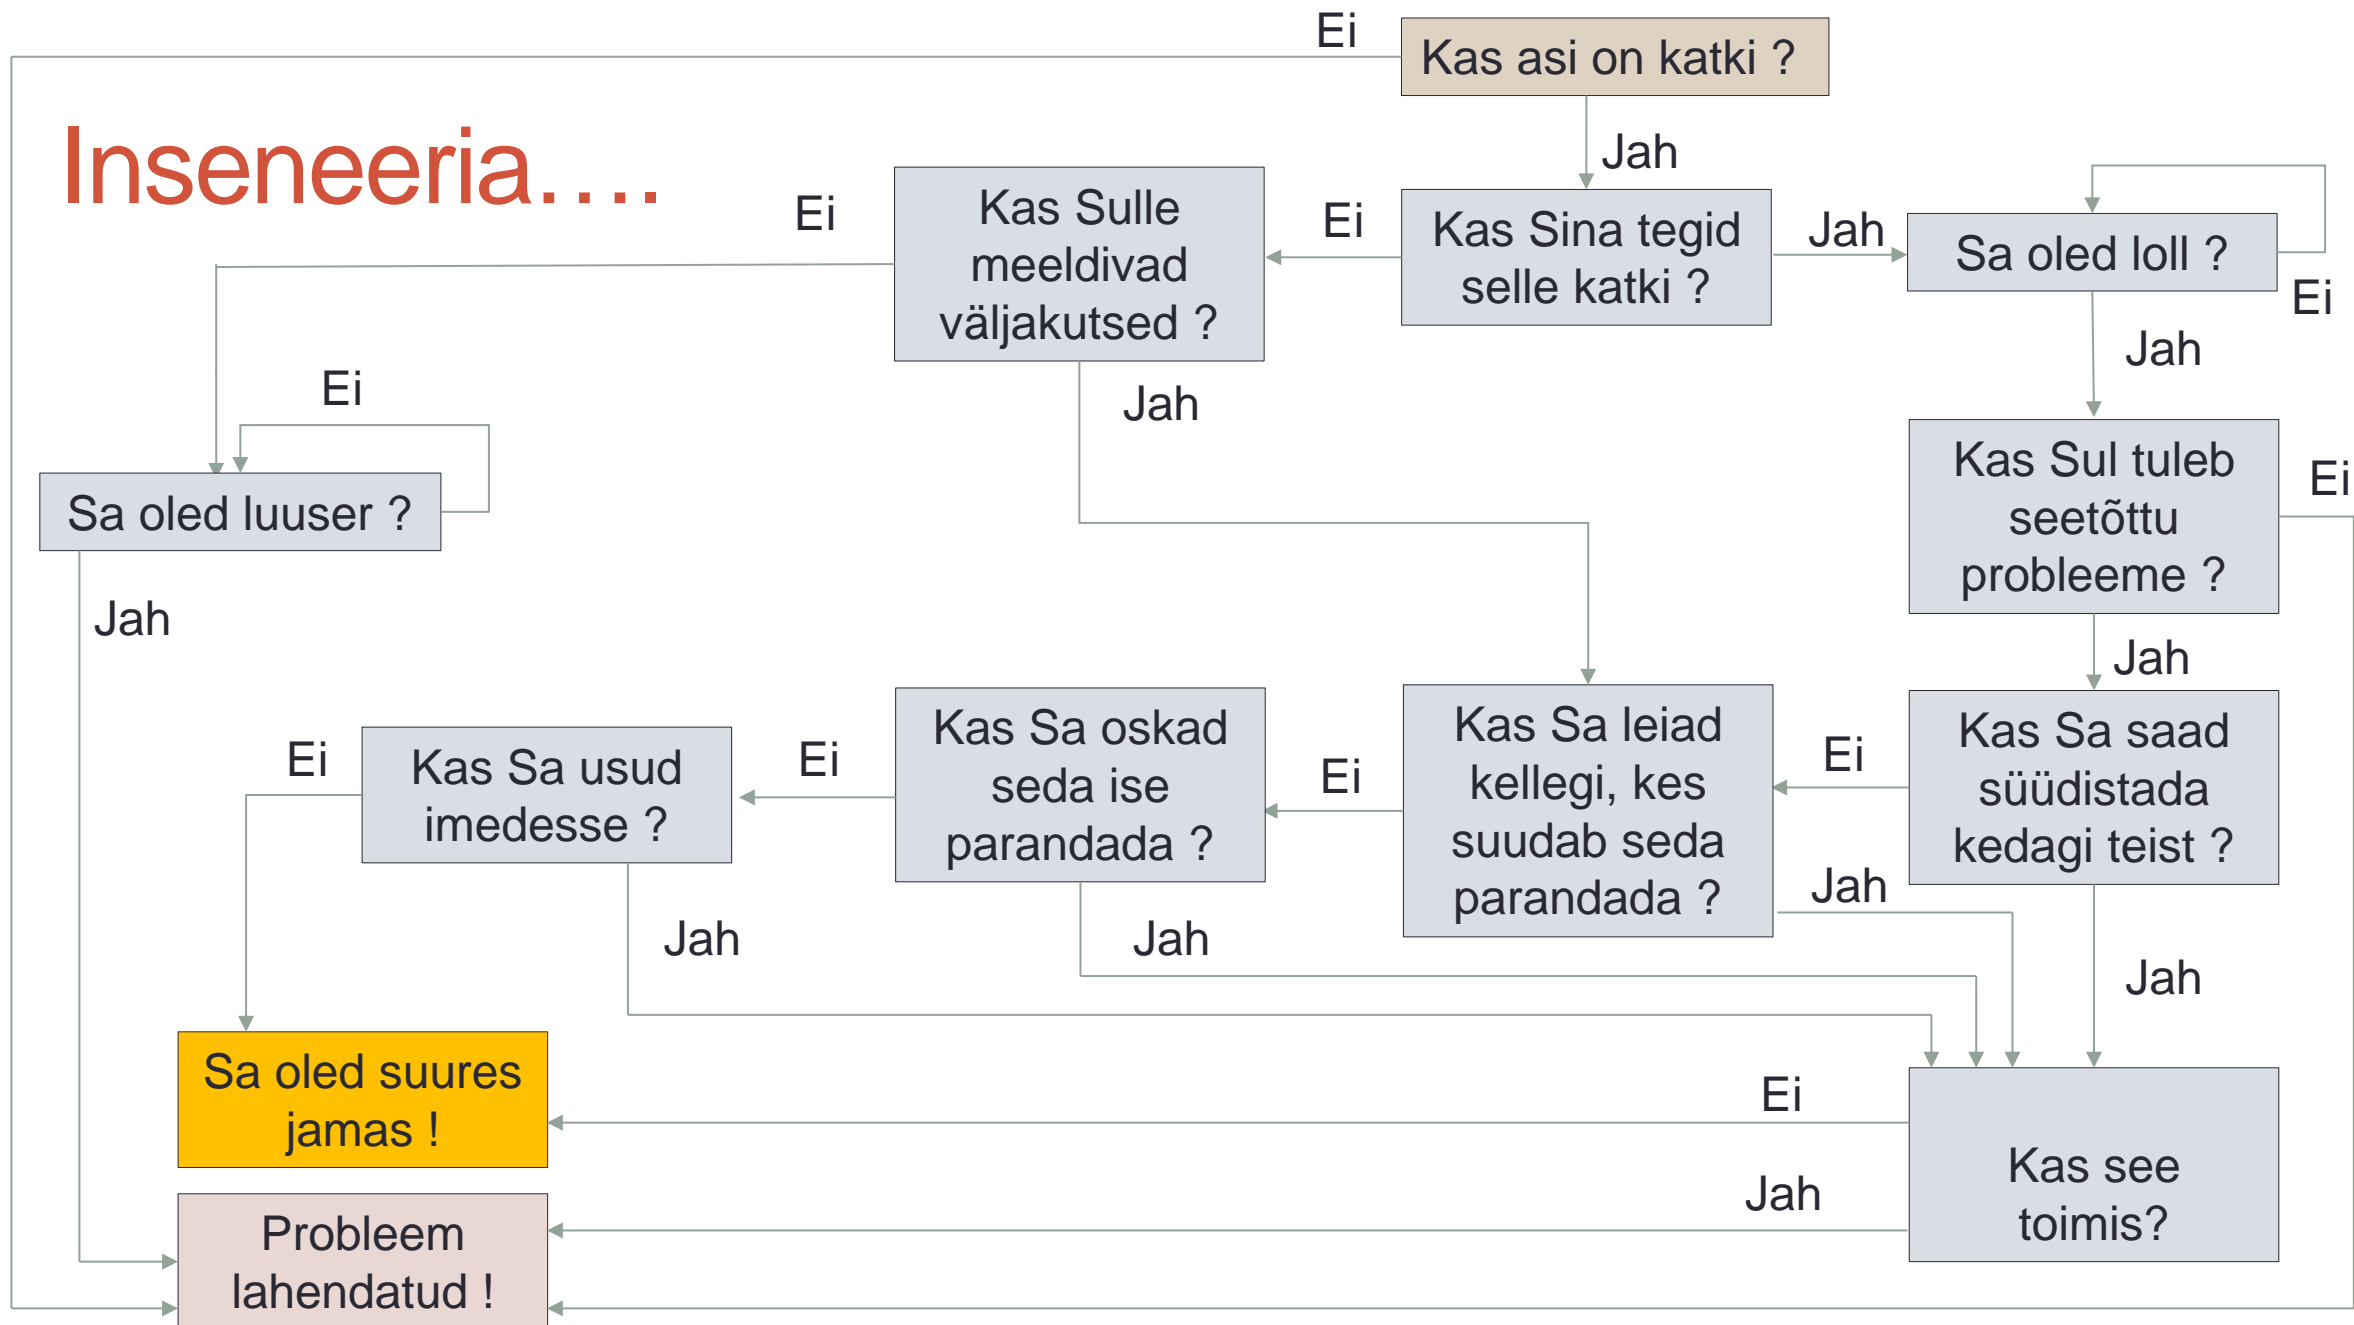 Ei
Kas asi on katki ?
Inseneeria....
Jah
Ei
Kas Sulle
meeldivad
väljakutsed ?
Ei
Kas Sina tegid
selle katki ?
Jah
Sa oled loll ?
Ei
Jah
Jah
Ei
Sa oled luuser ?
Jah
Kas Sul tuleb
seetõttu
probleeme ?
Ei
Jah
Ei
Kas Sa usud
imedesse ?
Jah
Ei
Kas Sa oskad
seda ise
parandada ?
Jah
Ei
Kas Sa leiad
kellegi, kes
suudab seda
parandada ?
Jah
Ei
Kas Sa saad
süüdistada
kedagi teist ?
Jah
Sa oled suures
jamas !
Ei
Kas see
toimis?
Jah
Probleem
lahendatud !